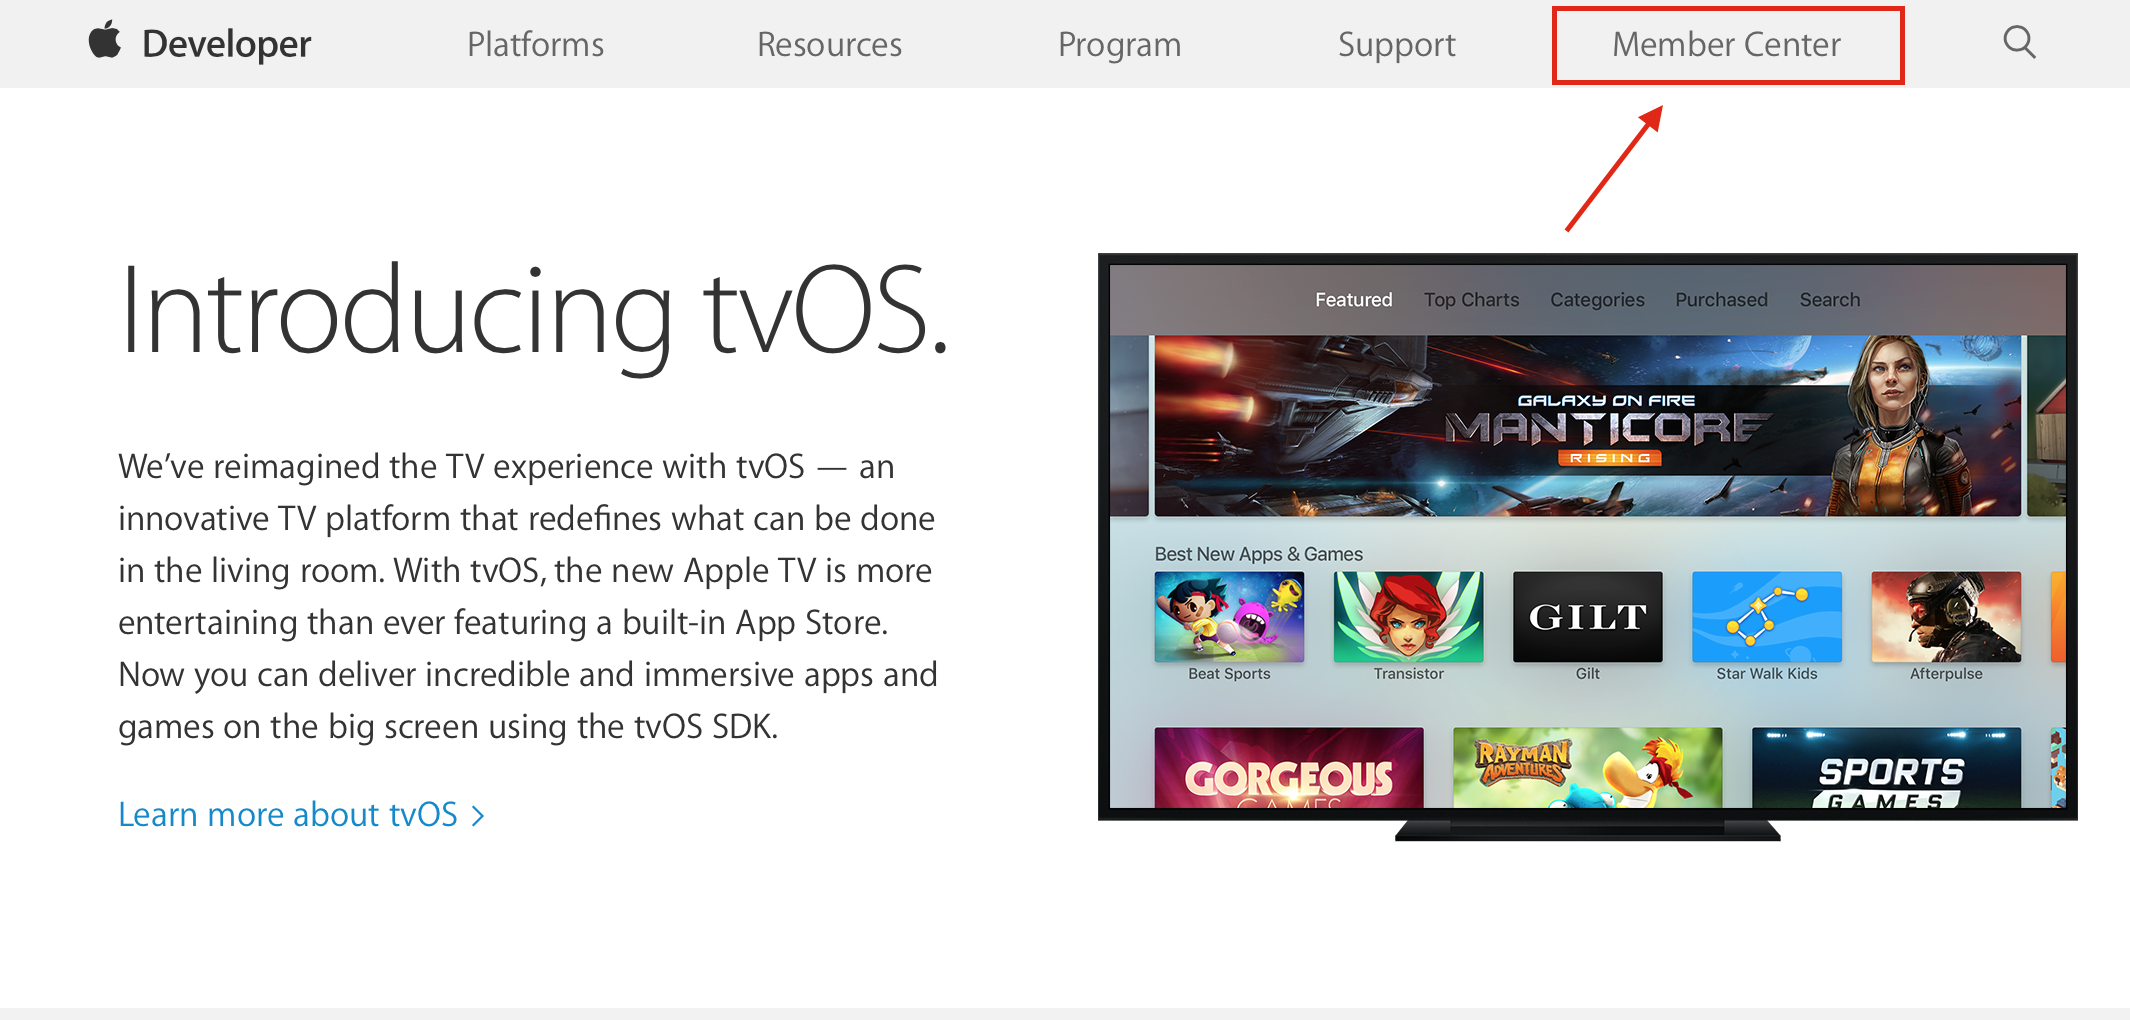 Developer
Platforms
Resources
Program
Support
Member Center
Introducing tvOS.
We’ve reimagined the TV experience with tvOS — an
innovative TV platform that redefines what can be done
in the living room. With tvOS, the new Apple TV is more
entertaining than ever featuring a built-in App Store.
Now you can deliver incredible and immersive apps and
games on the big screen using the tvOS SDK.
Learn more about tvOS >
Featured
Top Charts
Categories
Purchased
Search
GALAXY ON FIRE
MANTICORE
RISING
Best New Apps & Games
GILT
Beat Sports
Transistor
Gilt
Star Walk Kids
Afterpulse
GORGEOUS
GAMES
RAYMAN
ADVENTURES
SPORTS
GAMES